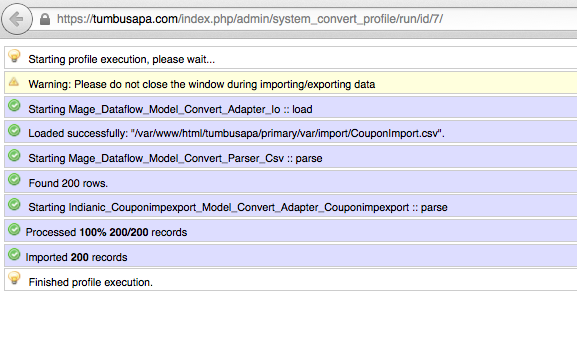 https://tumbusapa.com/index.php/admin/system_convert_profile/run/id/7/
Starting profile execution, please wait...
Warning: Please do not close the window during importing/exporting data
Starting Mage_Dataflow_Model_Convert_Adapter_Io :: load
Loaded successfully: "/var/www/html/tumbusapa/primary/var/import/CouponImport.csv".
Starting Mage_Dataflow_Model_Convert_Parser_Csv :: parse
Found 200 rows.
Starting Indianic_Couponimpexport_Model_Convert_Adapter_Couponimpexport :: parse
Processed 100% 200/200 records
Imported 200 records
Finished profile execution.